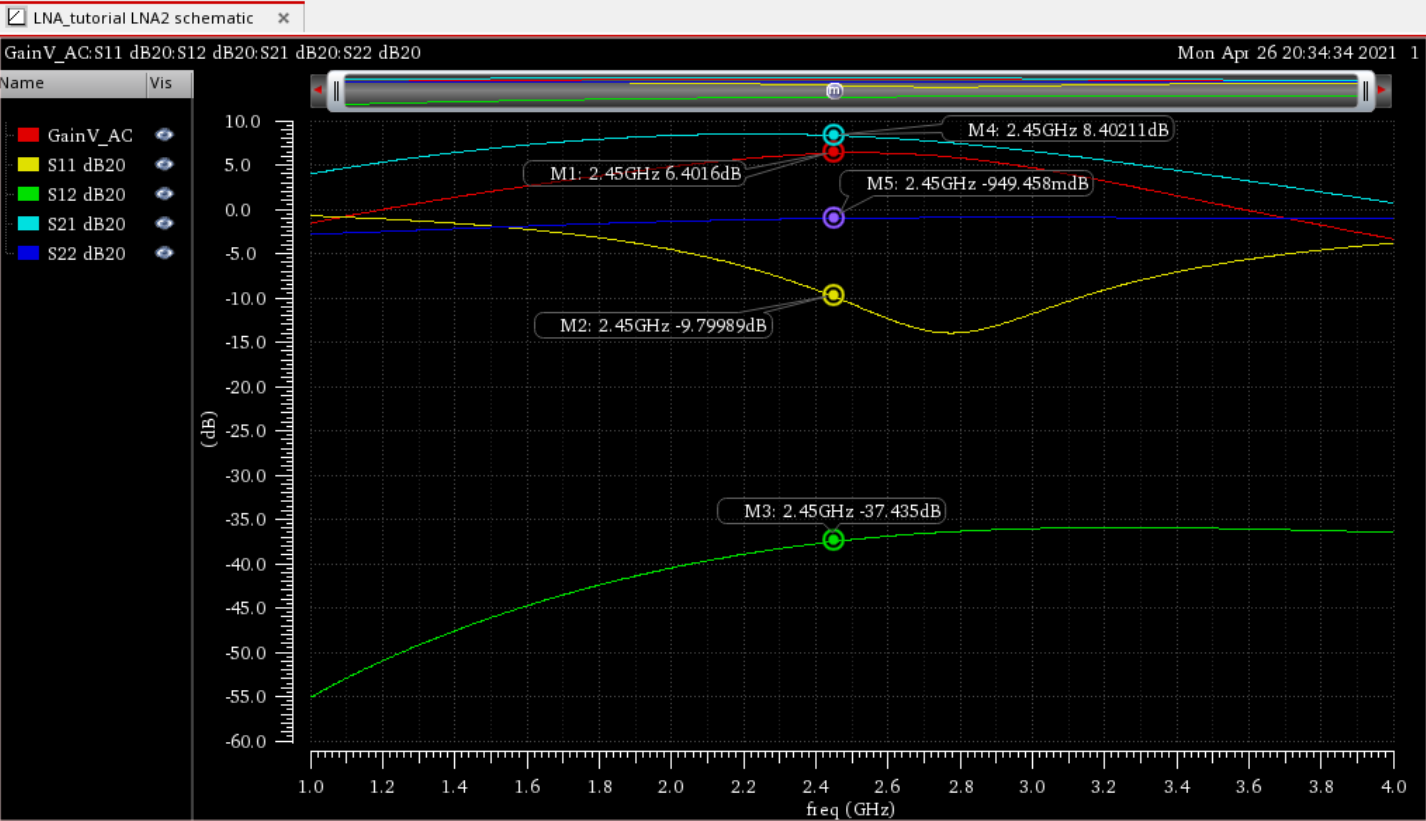 LNA_tutorial LNA2 schematic ×
GainV_AC:S11 dB20:S12 dB20:S21 dB20:S22 dB20 Mon Apr 26 20:34:34 2021 1
Name Vis
GainV_AC
S11 dB20
S12 dB20
S21 dB20
S22 dB20
m
10.0
5.0
0.0
-5.0
-10.0
-15.0
-20.0
-25.0
-30.0
-35.0
-40.0
-45.0
-50.0
-55.0
-60.0
(dB)
M4: 2.45GHz 8.40211dB
M1: 2.45GHz 6.4016dB
M5: 2.45GHz -949.458mdB
M2: 2.45GHz -9.79989dB
M3: 2.45GHz -37.435dB
1.0 1.2 1.4 1.6 1.8 2.0 2.2 2.4 2.6 2.8 3.0 3.2 3.4 3.6 3.8 4.0
freq (GHz)